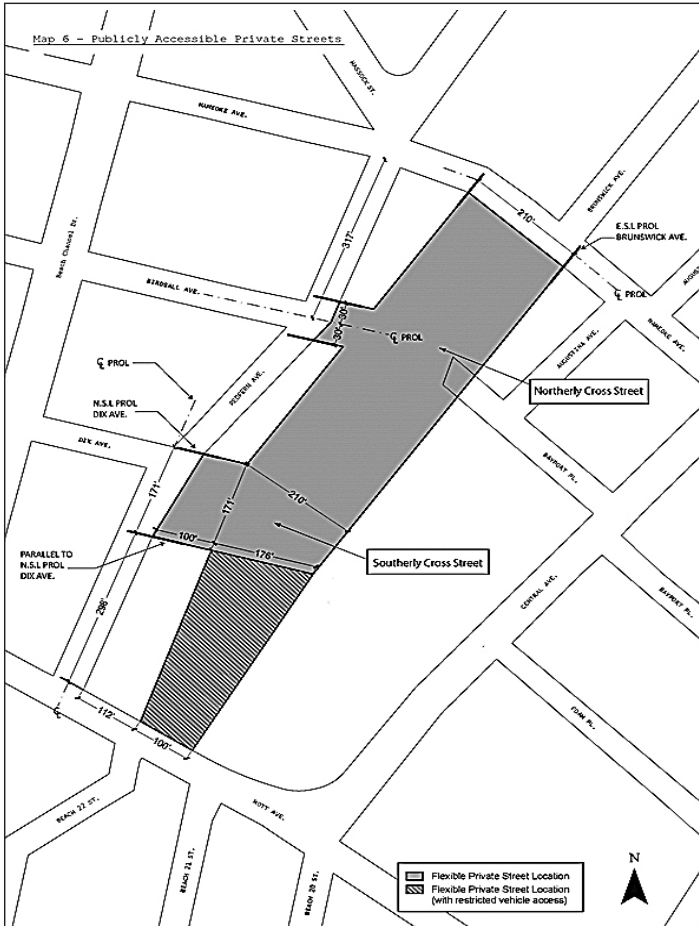 Map 6 - Publicly Accessible Private Streets
HASSOCK ST.
NAMEOKE AVE.
BRUNSWICK AVE.
210'
E.S.L PROL
BRUNSWICK AVE.
317'
Beach Channel Dr.
BIRDSALL AVE.
℄ PROL
NAMEOKE AVE.
30'
30'
℄ PROL
AUGUSTINA AVE.
℄ PROL
REDFERN AVE.
Northerly Cross Street
N.S.L PROL
DIX AVE.
DIX AVE.
BAYPORT PL.
171'
171'
210'
100'
176'
Southerly Cross Street
PARALLEL TO
N.S.L PROL
DIX AVE.
CENTRAL AVE.
BAYPORT PL.
296'
FOAM PL.
℄
112'
100'
BEACH 22 ST.
MOTT AVE.
BEACH 21 ST.
BEACH 20 ST.
N
Flexible Private Street Location
Flexible Private Street Location
(with restricted vehicle access)